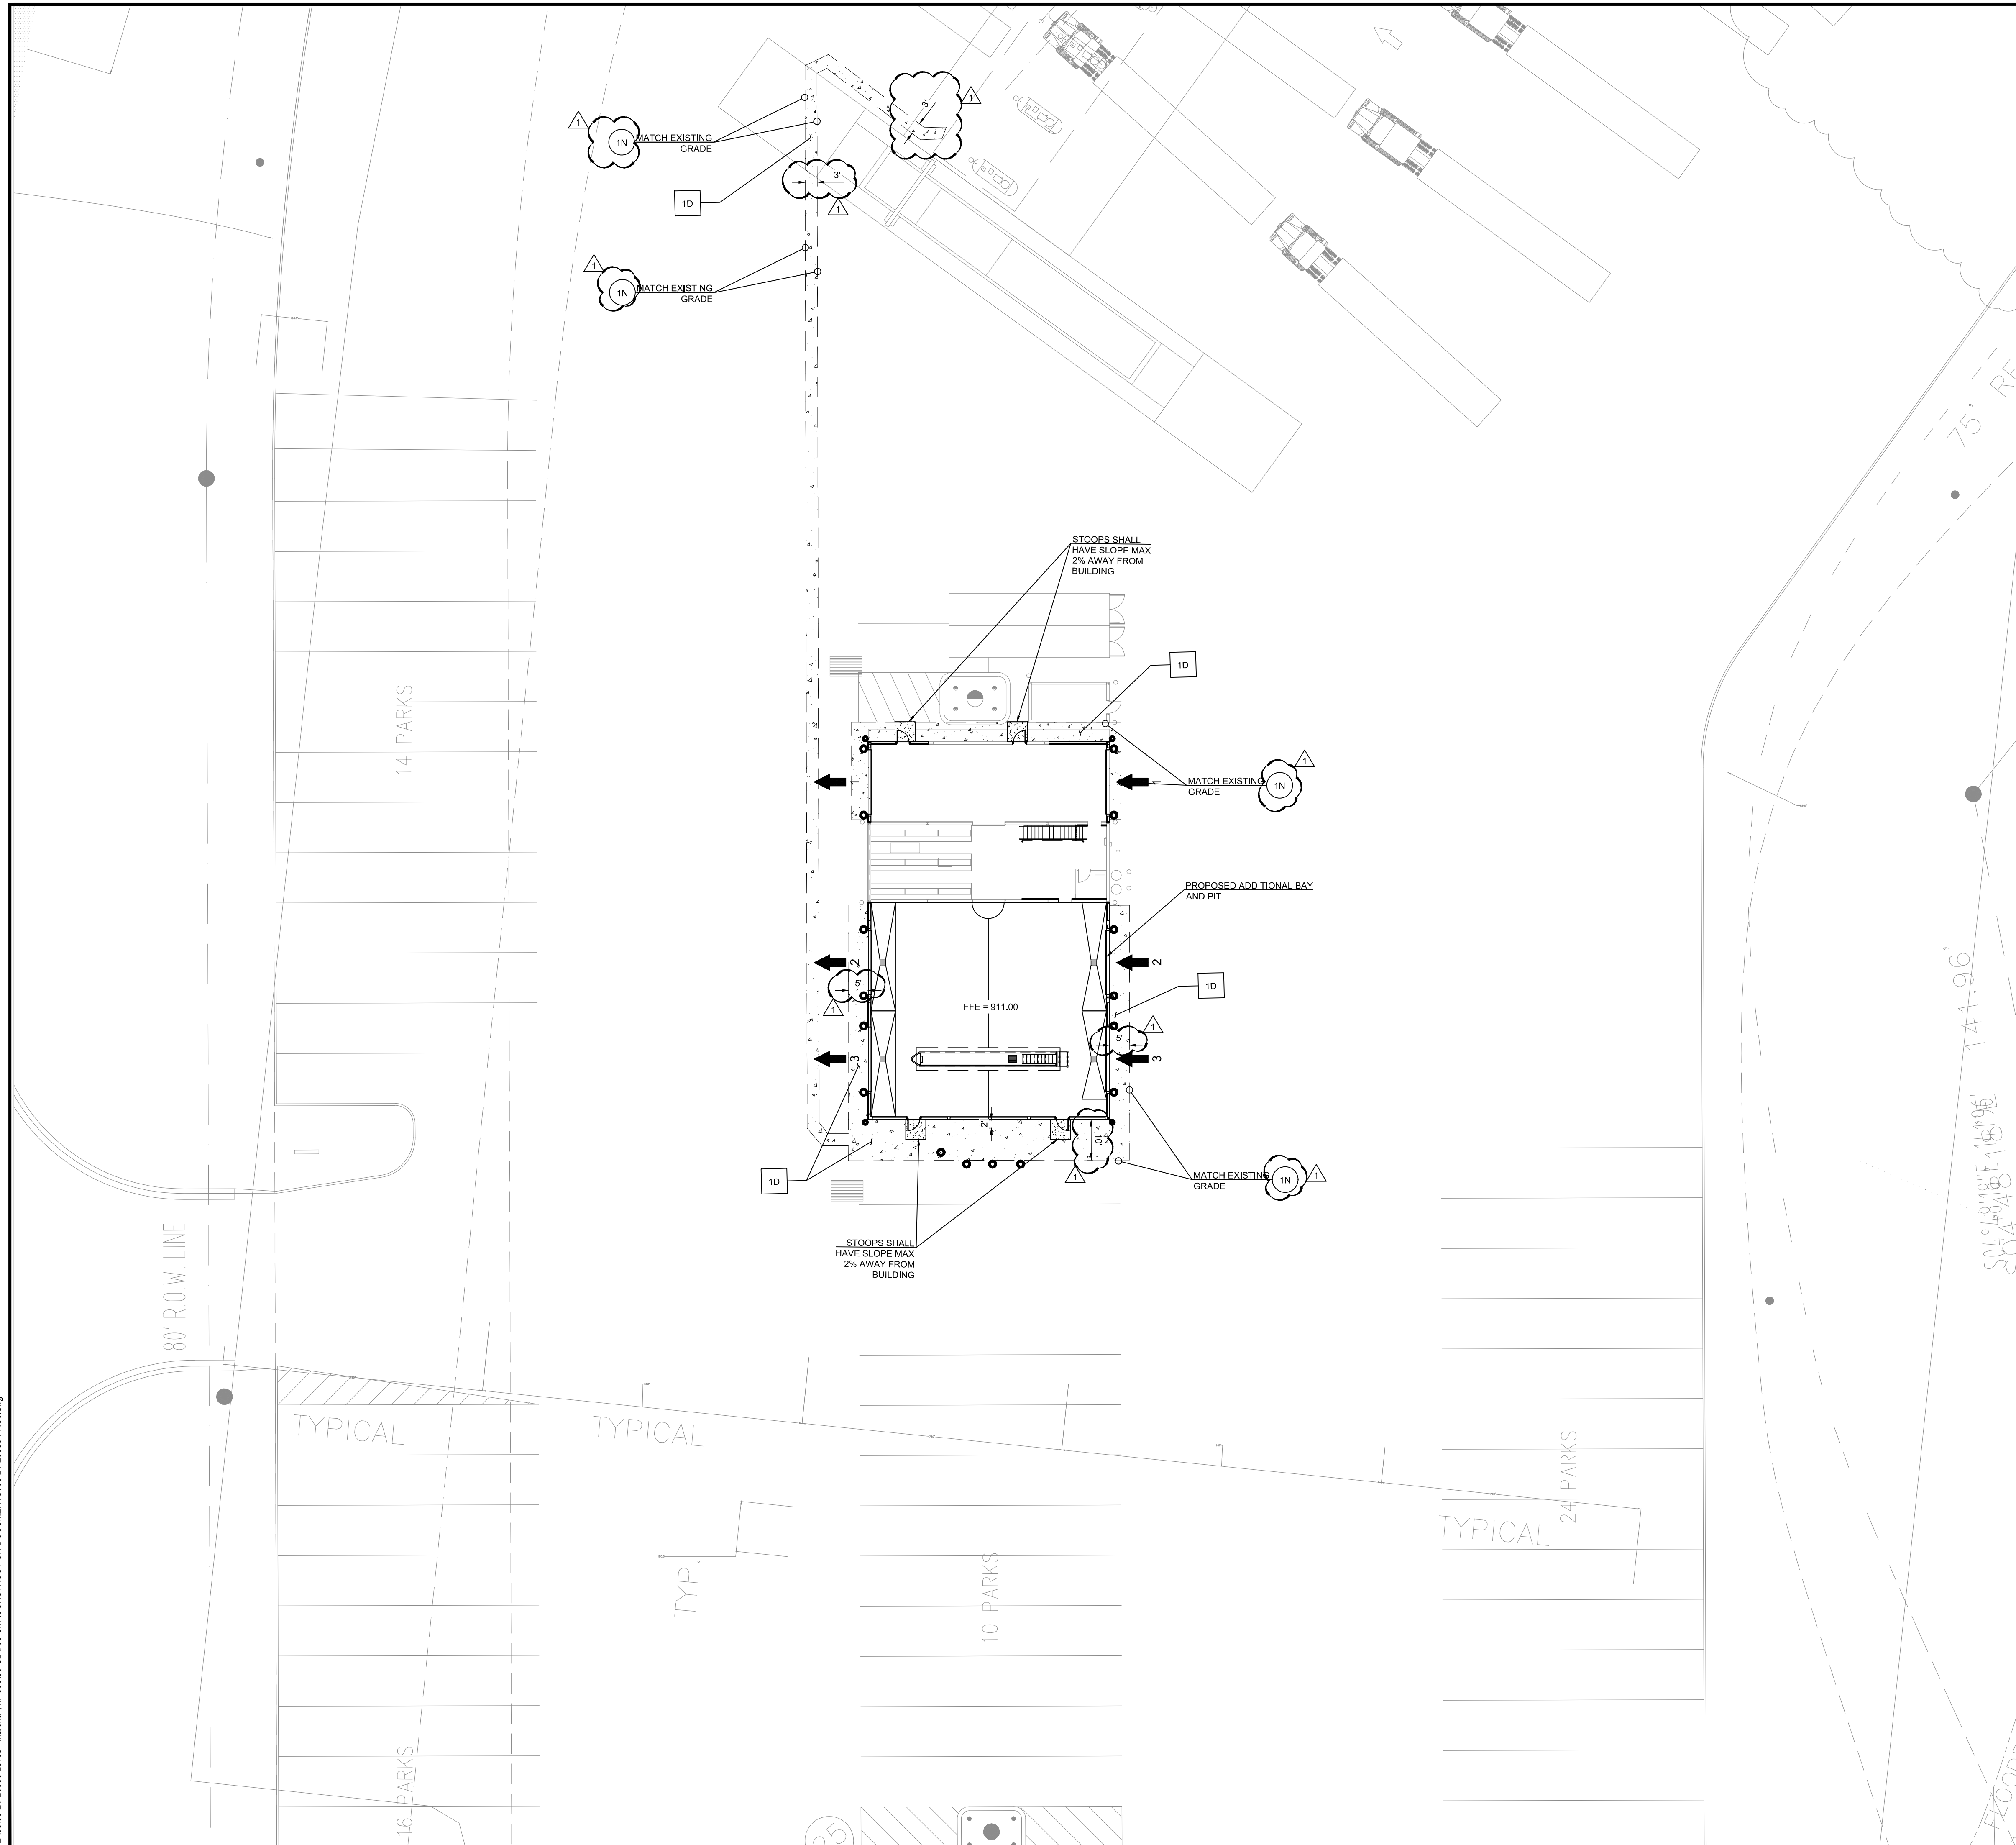 3'
1
1
1N
MATCH EXISTING
GRADE
3'
1D
1
1
1N
MATCH EXISTING
GRADE
75'
STOOPS SHALL
HAVE SLOPE MAX
2% AWAY FROM
BUILDING
1D
14 PARKS
1
1
1
MATCH EXISTING
GRADE
1N
PROPOSED ADDITIONAL BAY
AND PIT
2
2
141.96'
5'
1D
1
FFE = 911.00
1
5'
3
3
2'
10'
1D
1
MATCH EXISTING
GRADE
1N
1
80' R.O.W. LINE
STOOPS SHALL
HAVE SLOPE MAX
2% AWAY FROM
BUILDING
TYPICAL
TYPICAL
24 PARKS
TYPICAL
TYP.
10 PARKS
16 PARKS